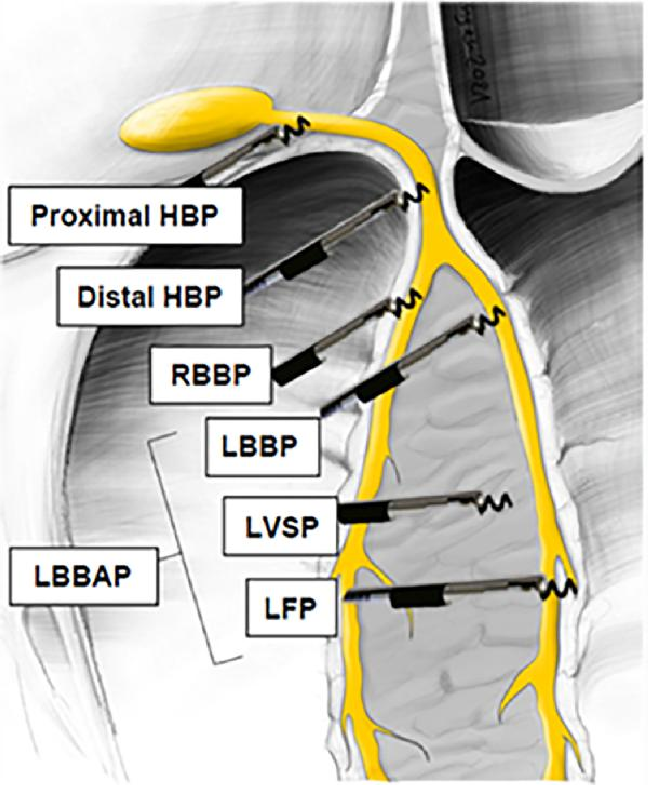 Proximal HBP
Distal HBP
RBBP
LBBP
LVSP
LBBAP
LFP